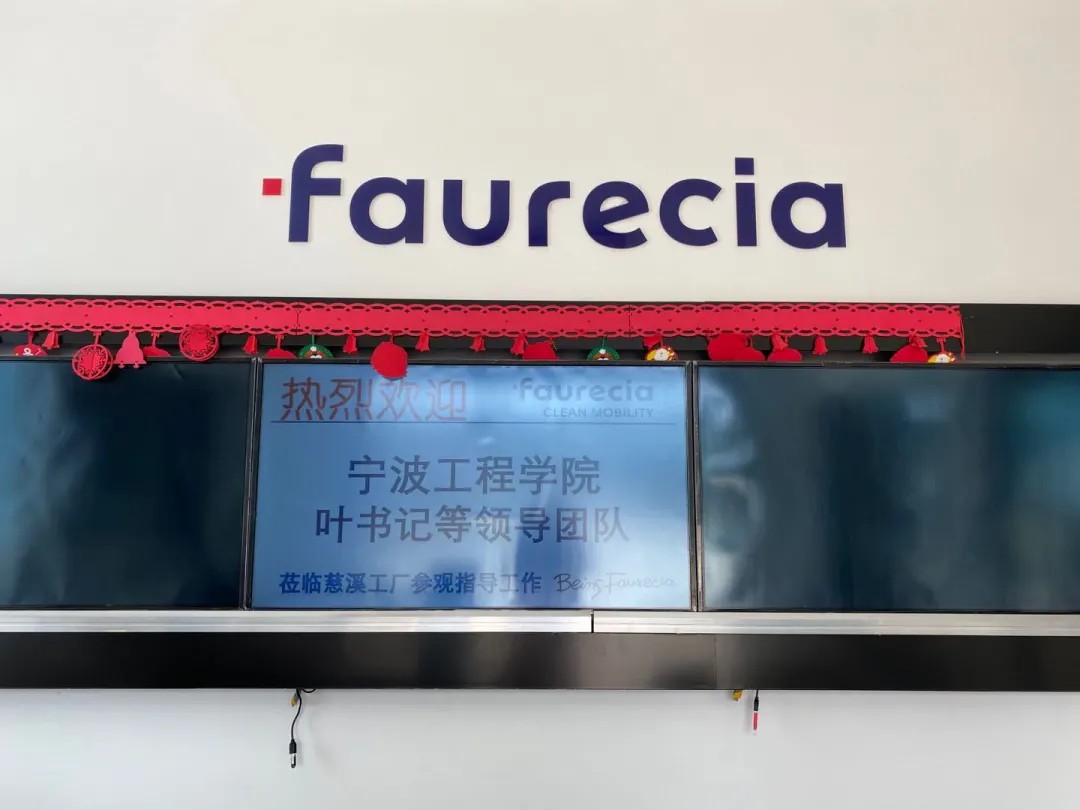 faurecia
热烈欢迎 faurecia
CLEAN MOBILITY
宁波工程学院
叶书记等领导团队
莅临慈溪工厂参观指导工作 Being Faurecia